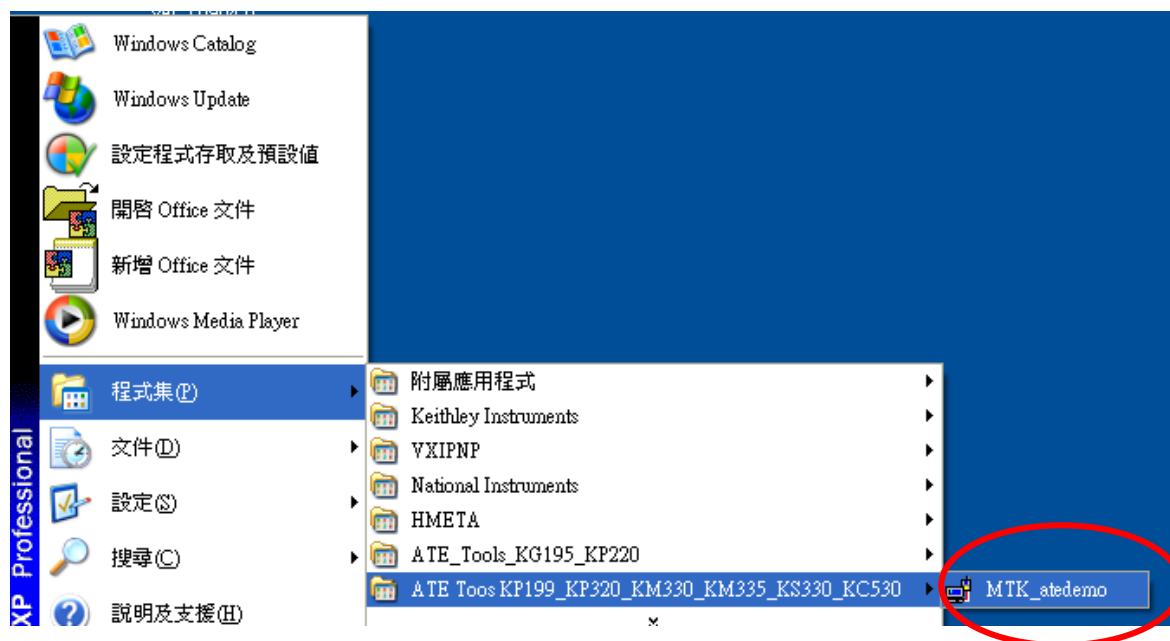 Windows Catalog
Windows Update
設定程式存取及預設值
開啓 Office 文件
新增 Office 文件
Windows Media Player
程式集(P)
文件(D)
設定(S)
搜尋(C)
說明及支援(H)
XP Professional
附屬應用程式
Keithley Instruments
VXIPNP
National Instruments
HMETA
ATE_Tools_KG195_KP220
ATE Toos KP199_KP320_KM330_KM335_KS330_KC530
MTK_atedemo